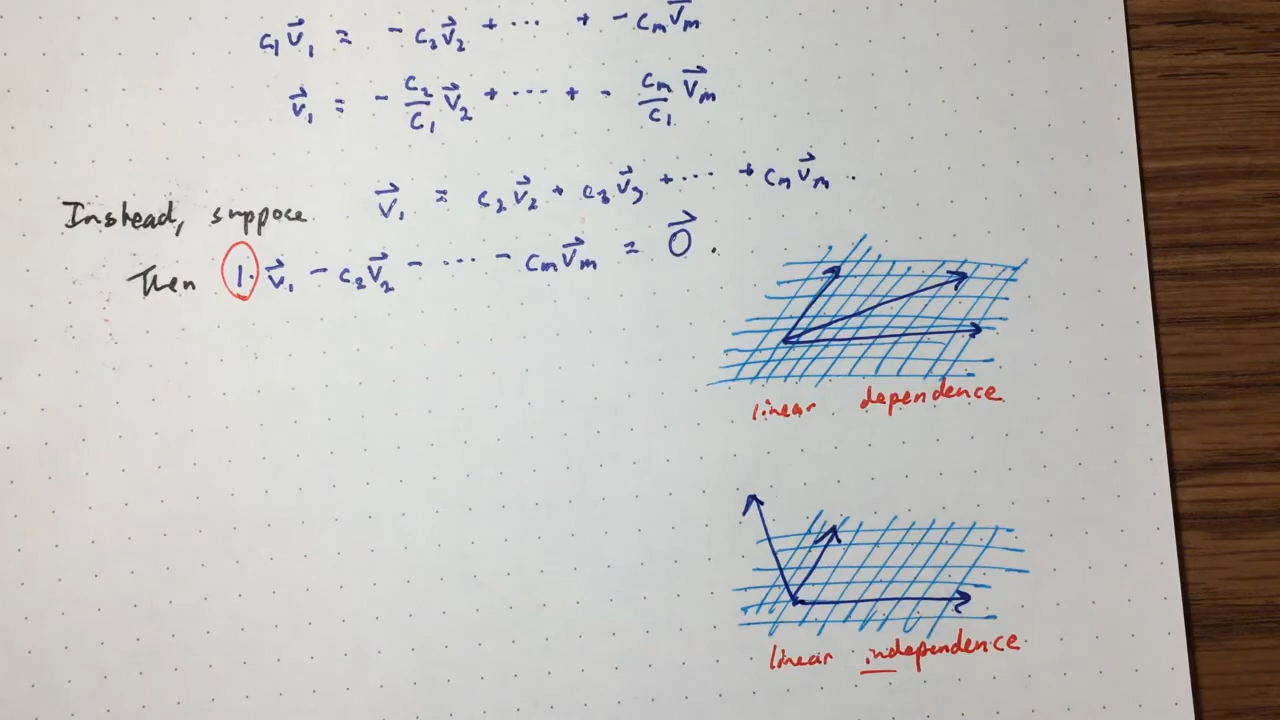 c₁v⃗₁ = -c₂v⃗₂ + ⋯ + -cₘv⃗ₘ
v⃗₁ = -c₂/c₁ v⃗₂ + ⋯ + - cₘ/c₁ v⃗ₘ
Instead, suppose v⃗₁ = c₂v⃗₂ + c₃v⃗₃ + ⋯ + cₘv⃗ₘ.
Then 1·v⃗₁ - c₂v⃗₂ - ⋯ - cₘv⃗ₘ = 0⃗.
linear dependence
linear independence